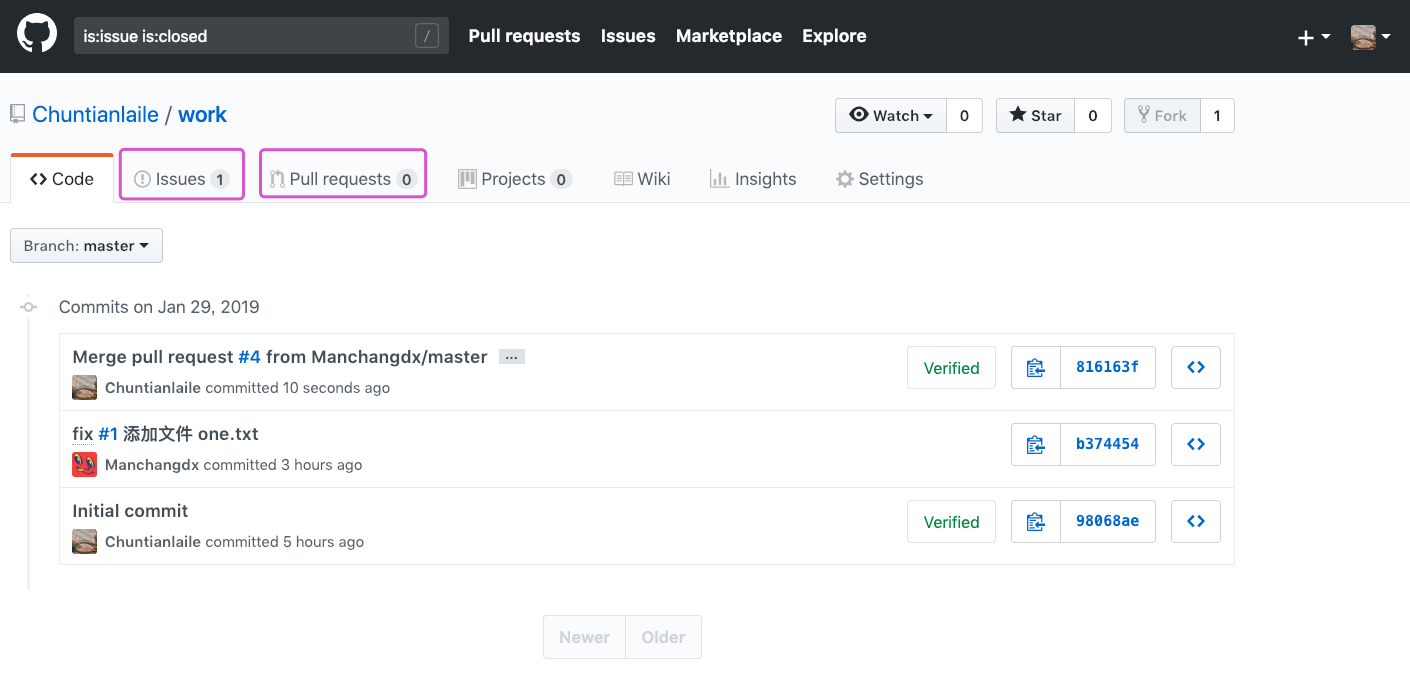 is:issue is:closed /
Pull requests Issues Marketplace Explore
Chuntianlaile / work
Watch 0 Star 0 Fork 1
Code Issues 1 Pull requests 0 Projects 0 Wiki Insights Settings
Branch: master
Commits on Jan 29, 2019
Merge pull request #4 from Manchangdx/master ...
Chuntianlaile committed 10 seconds ago
Verified 816163f
fix #1 添加文件 one.txt
Manchangdx committed 3 hours ago
b374454
Initial commit
Chuntianlaile committed 5 hours ago
Verified 98068ae
Newer Older